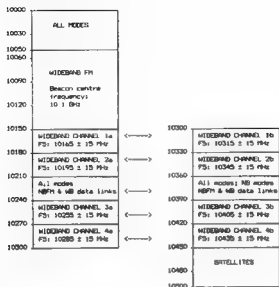 10000
ALL MODES
10030
10050
10060
WIDEBAND FM
10090
Beacon centre
frequency:
10.1 GHz
10120
10150
WIDEBAND CHANNEL 1a
FS: 10165 ± 15 MHz
10180
WIDEBAND CHANNEL 2a
FS: 10195 ± 15 MHz
10210
All modes
NBFM & WB data links
10240
WIDEBAND CHANNEL 3a
FS: 10255 ± 15 MHz
10270
WIDEBAND CHANNEL 4a
FS: 10285 ± 15 MHz
10300
10300
WIDEBAND CHANNEL 1b
FS: 10315 ± 15 MHz
10330
WIDEBAND CHANNEL 2b
FS: 10345 ± 15 MHz
10360
All modes: NB modes
NBFM & WB data links
10390
WIDEBAND CHANNEL 3b
FS: 10405 ± 15 MHz
10420
WIDEBAND CHANNEL 4b
FS: 10435 ± 15 MHz
10450
SATELLITES
10480
10500